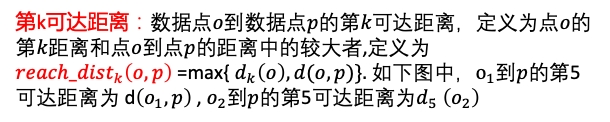 第k可达距离：数据点𝑜到数据点𝑝的第𝑘可达距离，定义为点𝑜的
第𝑘距离和点𝑜到点𝑝的距离中的较大者,定义为
𝑟𝑒𝑎𝑐ℎ_𝑑𝑖𝑠𝑡ₖ(𝑜,𝑝) =max{ 𝑑ₖ(𝑜),𝑑(𝑜,𝑝)}. 如下图中，o₁到𝑝的第5
可达距离为 d(𝑜₁,𝑝) , 𝑜₂到𝑝的第5可达距离为𝑑₅ (𝑜₂)